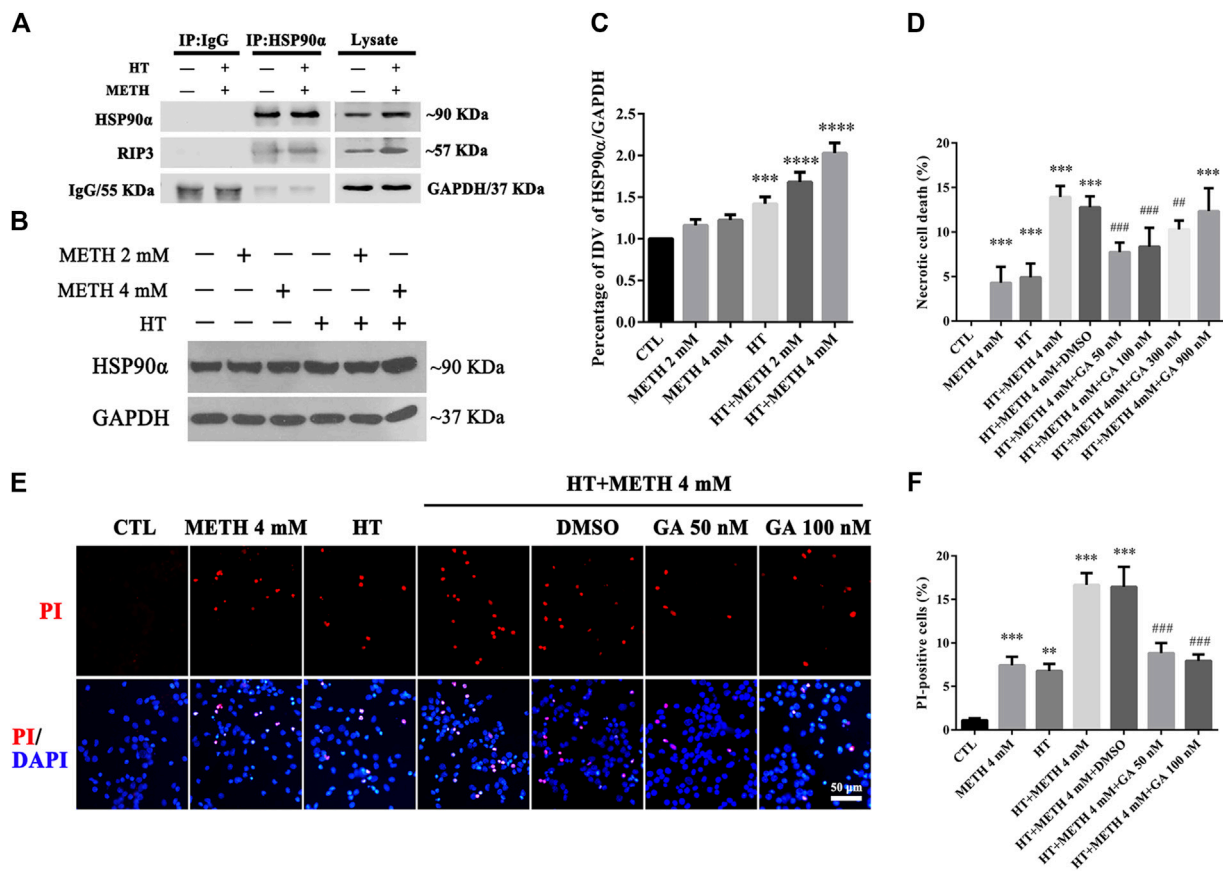 A
IP:IgG IP:HSP90α Lysate
HT — + — + — +
METH — + — + — +
HSP90α ~90 KDa
RIP3 ~57 KDa
IgG/55 KDa GAPDH/37 KDa
B
METH 2 mM — + — — + —
METH 4 mM — — + — — +
HT — — — + + +
HSP90α ~90 KDa
GAPDH ~37 KDa
C
Percentage of IDV of HSP90α/GAPDH
2.5
2.0
1.5
1.0
0.5
0.0
*** **** ****
CTL
METH 2 mM
METH 4 mM
HT
HT+METH 2 mM
HT+METH 4 mM
D
Necrotic cell death (%)
20
15
10
5
0
*** *** *** *** ### ### ## ***
CTL
METH 4 mM
HT
HT+METH 4 mM
HT+METH 4 mM+DMSO
HT+METH 4 mM+GA 50 nM
HT+METH 4 mM+GA 100 nM
HT+METH 4mM+GA 300 nM
HT+METH 4mM+GA 900 nM
E
HT+METH 4 mM
CTL METH 4 mM HT DMSO GA 50 nM GA 100 nM
PI
PI/
DAPI
50 μm
F
PI-positive cells (%)
20
15
10
5
0
*** ** *** *** ### ###
CTL
METH 4 mM
HT
HT+METH 4 mM
HT+METH 4 mM+DMSO
HT+METH 4 mM+GA 50 nM
HT+METH 4 mM+GA 100 nM